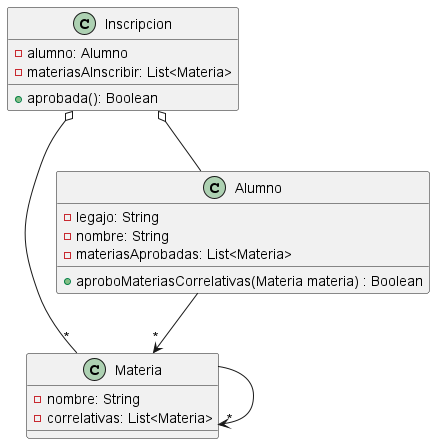 C Inscripcion
alumno: Alumno
materiasAInscribir: List<Materia>
aprobada(): Boolean
C Alumno
legajo: String
nombre: String
materiasAprobadas: List<Materia>
aproboMateriasCorrelativas(Materia materia) : Boolean
* *
C Materia
nombre: String
correlativas: List<Materia>
*